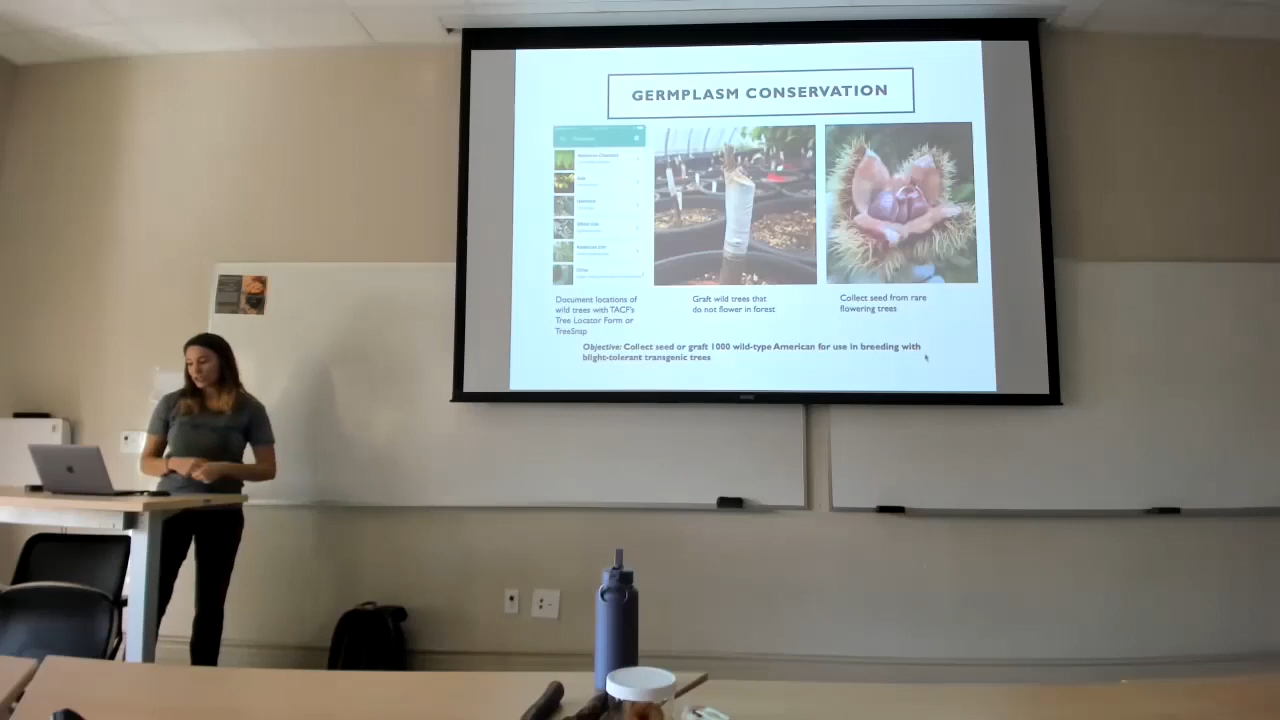 GERMPLASM CONSERVATION
Document locations of
wild trees with TACF's
Tree Locator Form or
TreeSnap
Graft wild trees that
do not flower in forest
Collect seed from rare
flowering trees
Objective: Collect seed or graft 1000 wild-type American for use in breeding with
blight-tolerant transgenic trees